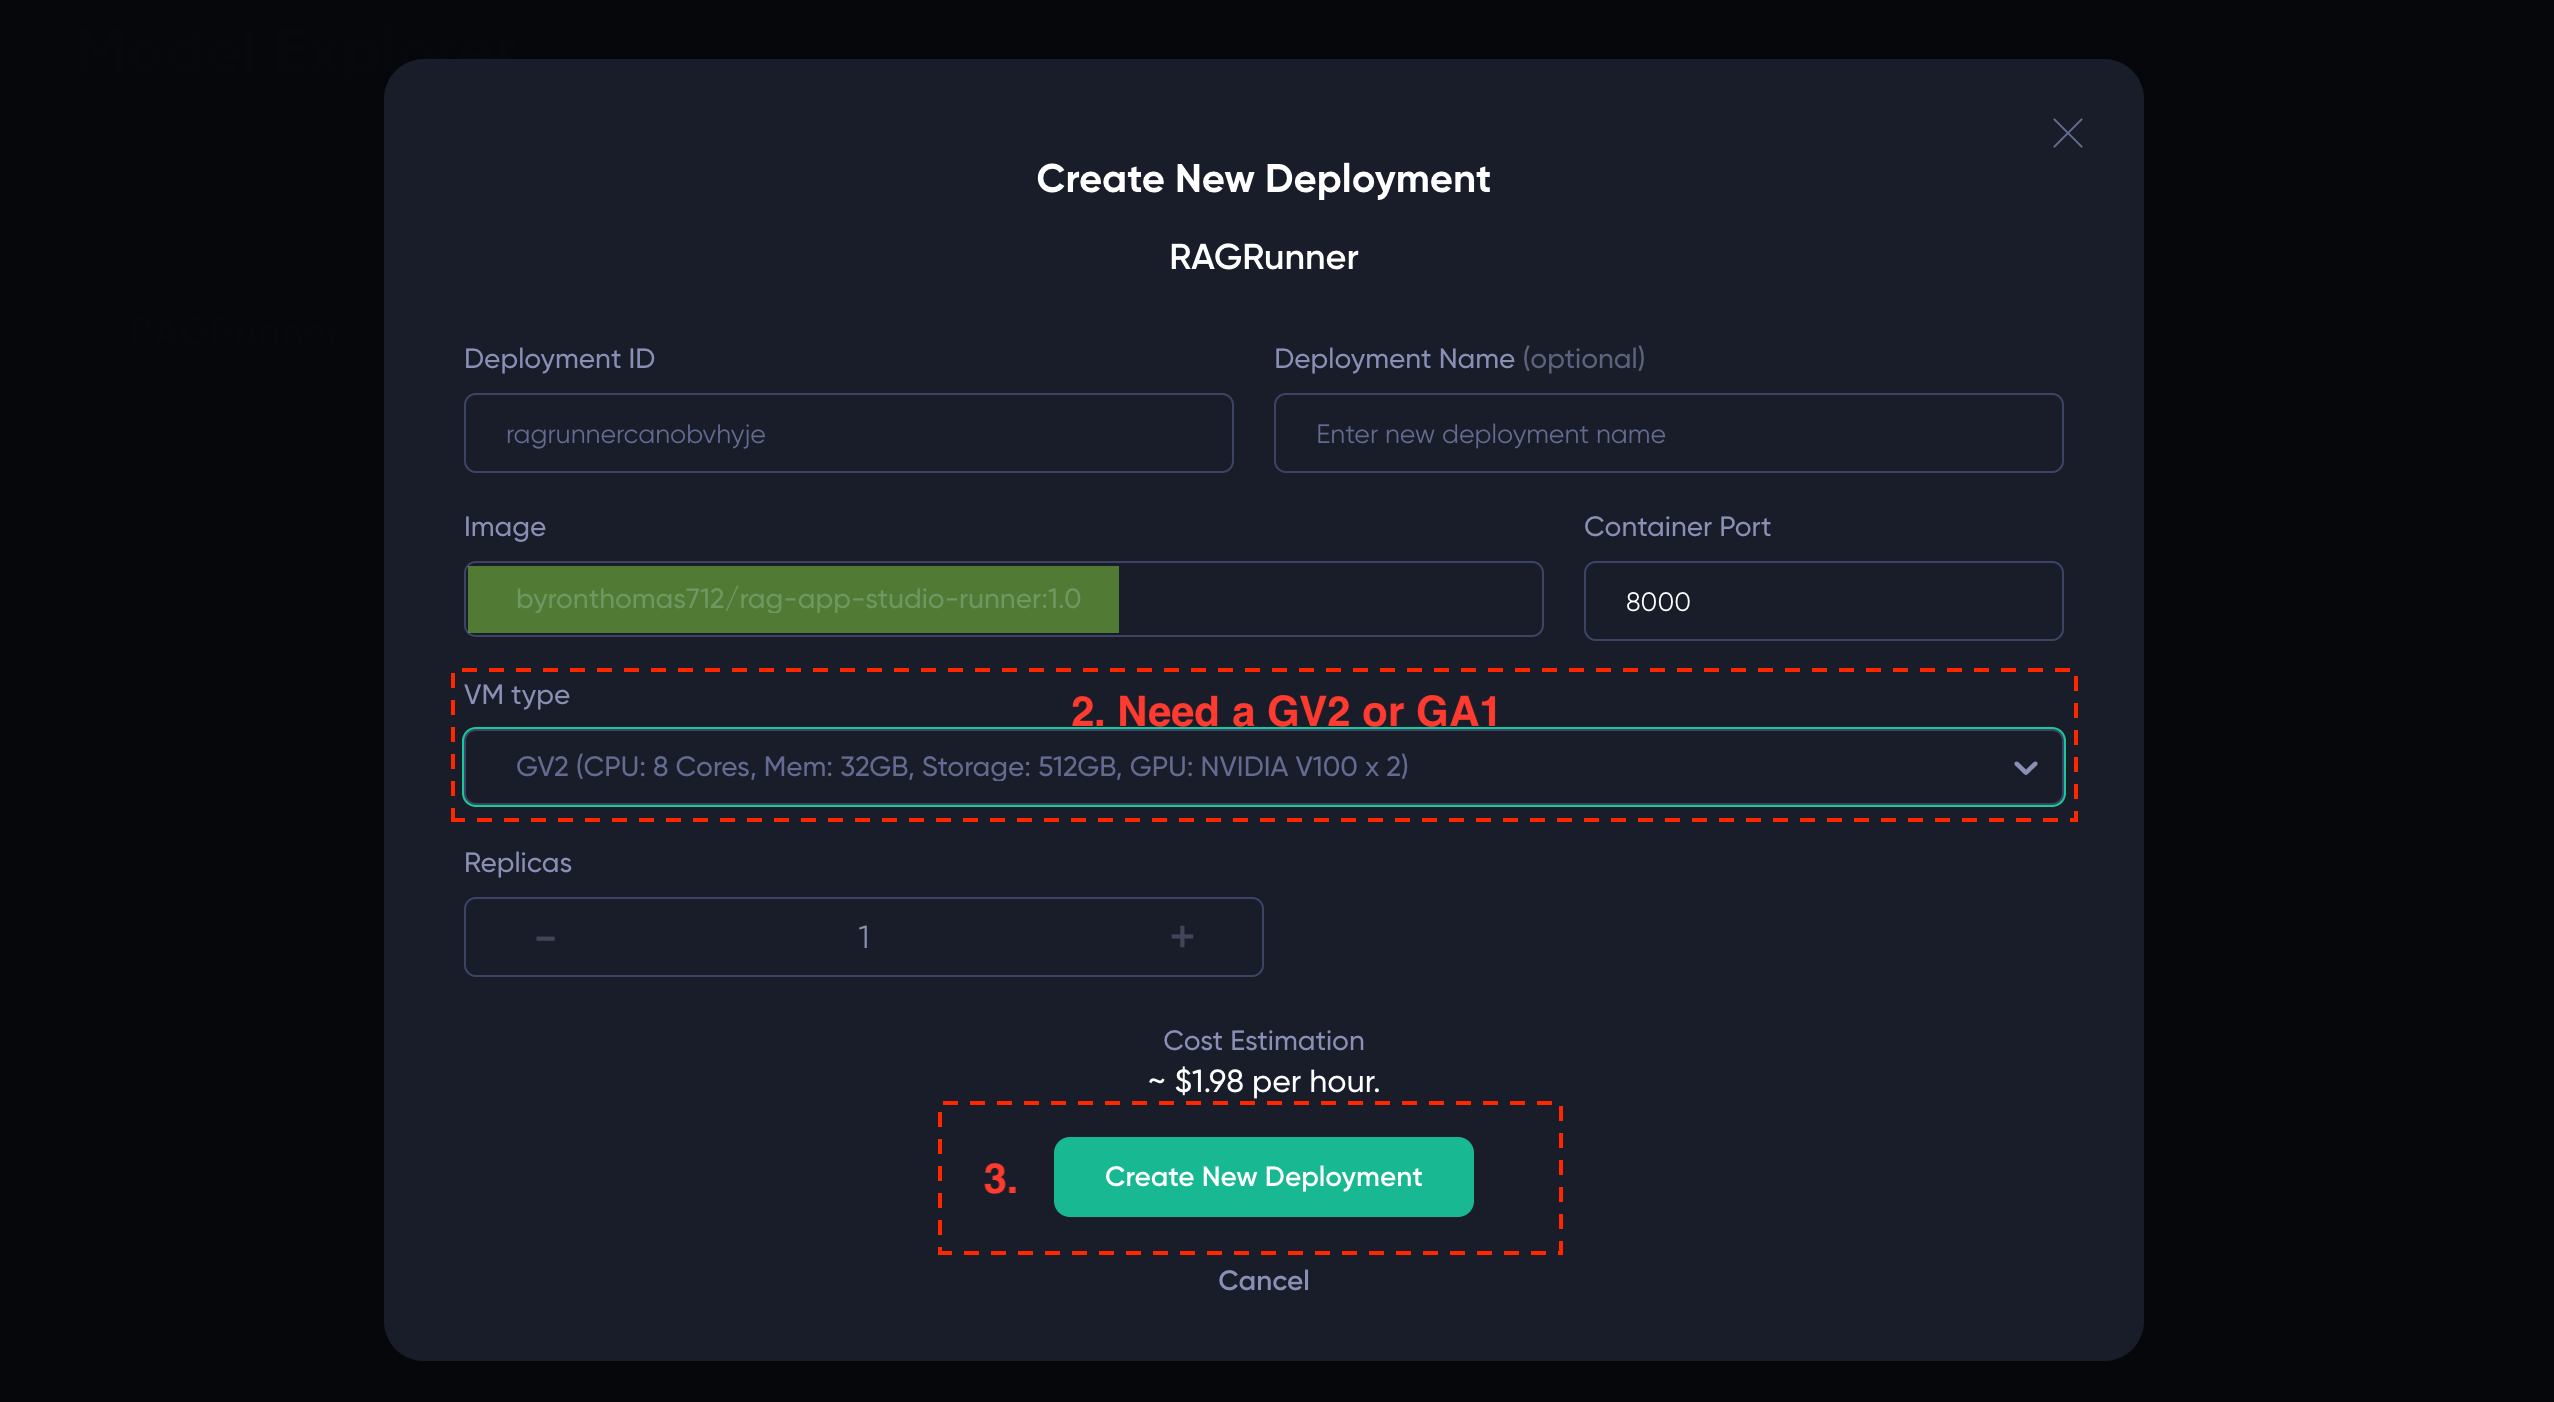 Create New Deployment
RAGRunner
Deployment ID
Deployment Name (optional)
ragrunnercanobvhyje
Enter new deployment name
Image
Container Port
byronthomas712/rag-app-studio-runner:1.0
8000
VM type
2. Need a GV2 or GA1
GV2 (CPU: 8 Cores, Mem: 32GB, Storage: 512GB, GPU: NVIDIA V100 x 2)
Replicas
− 1 +
Cost Estimation
~ $1.98 per hour.
3. Create New Deployment
Cancel